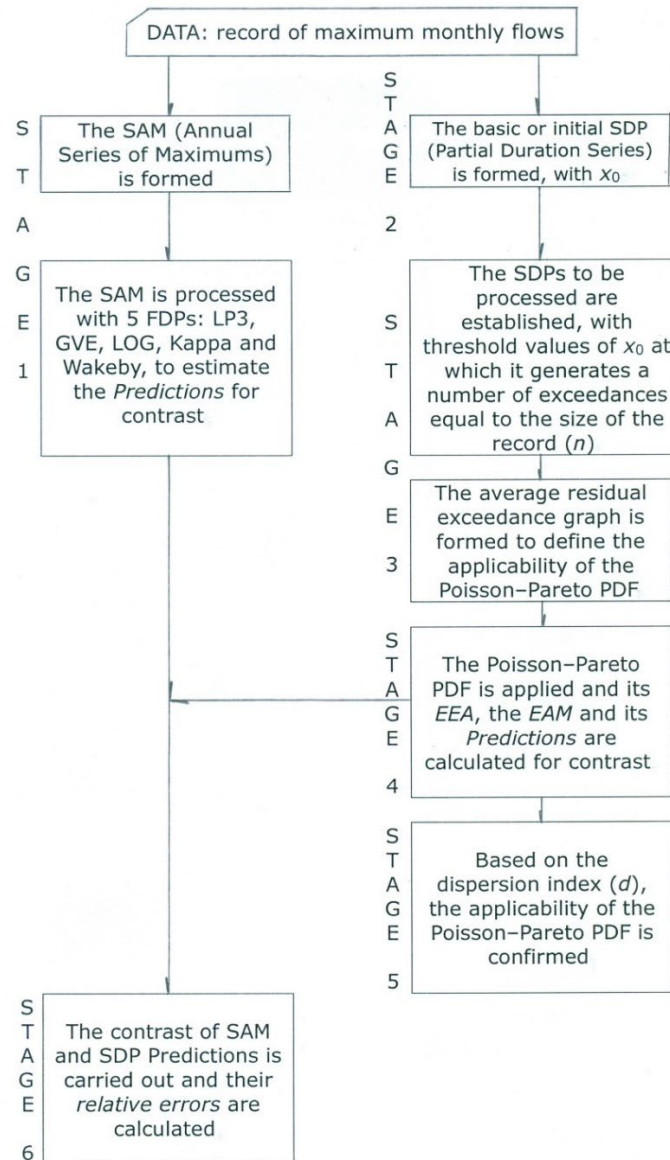 DATA: record of maximum monthly flows
S
T
A
G
E
1
The SAM (Annual
Series of Maximums)
is formed
The SAM is processed
with 5 FDPs: LP3,
GVE, LOG, Kappa and
Wakeby, to estimate
the Predictions for
contrast
S
T
A
G
E
2
The basic or initial SDP
(Partial Duration Series)
is formed, with x₀
S
T
A
G
E
3
The SDPs to be
processed are
established, with
threshold values of x₀ at
which it generates a
number of exceedances
equal to the size of the
record (n)
The average residual
exceedance graph is
formed to define the
applicability of the
Poisson–Pareto PDF
S
T
A
G
E
4
The Poisson–Pareto
PDF is applied and its
EEA, the EAM and its
Predictions are
calculated for contrast
S
T
A
G
E
5
Based on the
dispersion index (d),
the applicability of the
Poisson–Pareto PDF is
confirmed
S
T
A
G
E
6
The contrast of SAM
and SDP Predictions is
carried out and their
relative errors are
calculated